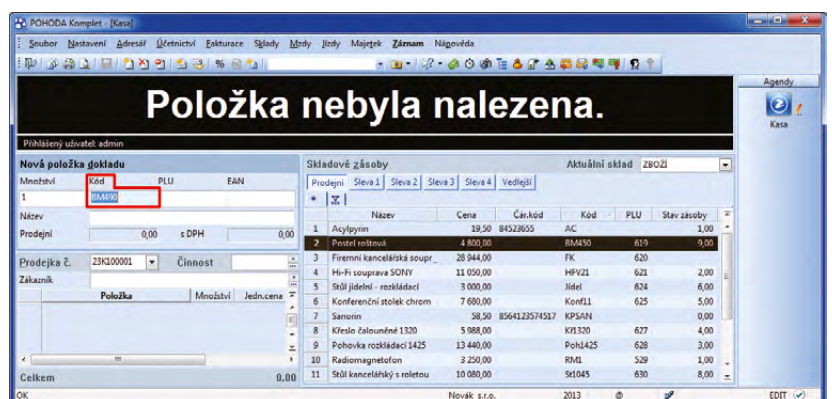 POHODA Komplet - [Kasa]
Soubor Nastavení Adresář Účetnictví Fakturace Sklady Mzdy Jízdy Majetek Záznam Nápověda
Položka nebyla nalezena.
Přihlášený uživatel: admin
Agendy
Kasa
Nová položka dokladu
Množství Kód PLU EAN
1 BM490
Název
Prodejní 0,00 s DPH 0,00
Prodejka č. 23K100001 Činnost
Zákazník
Položka Množství Jedn.cena
Celkem 0.00
Skladové zásoby Aktuální sklad ZBOŽÍ
Prodejní Sleva 1 Sleva 2 Sleva 3 Sleva 4 Vedlejší
Název Cena Čár.kód Kód PLU Stav zásoby
1 Acylpyrin 19,50 84523655 AC 1,00
2 Postel roštová 4 800,00 BM450 619 9,00
3 Firemní kancelářská soupr 28 944,00 FK 620
4 Hi-Fi souprava SONY 11 050,00 HFV21 621 2,00
5 Stůl jídelní - rozkládací 3 000,00 Jídel 624 6,00
6 Konferenční stolek chrom 7 680,00 Konf11 625 5,00
7 Sanorin 58,50 8564123574517 KPSAN 0,00
8 Křeslo čalouněné 1320 5 988,00 Kř1320 627 4,00
9 Pohovka rozkládací 1425 13 440,00 Poh1425 628 3,00
10 Radiomagnetofon 3 250,00 RM1 529 1,00
11 Stůl kancelářský s roletou 10 080,00 St1045 630 8,00
OK Novák s.r.o. 2013 @ EDIT